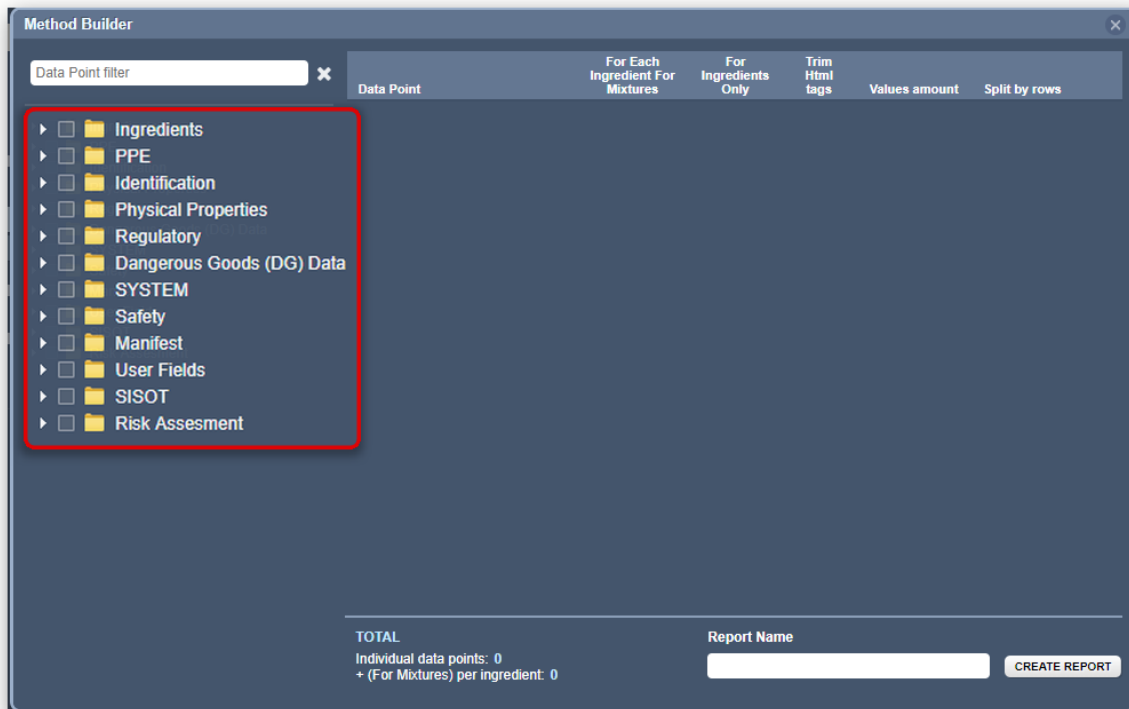 Method Builder
Data Point filter
Data Point
For Each
Ingredient For
Mixtures
For
Ingredients
Only
Trim
Html
tags
Values amount
Split by rows
Ingredients
PPE
Identification
Physical Properties
Regulatory
Dangerous Goods (DG) Data
SYSTEM
Safety
Manifest
User Fields
SISOT
Risk Assesment
TOTAL
Individual data points: 0
+ (For Mixtures) per ingredient: 0
Report Name
CREATE REPORT